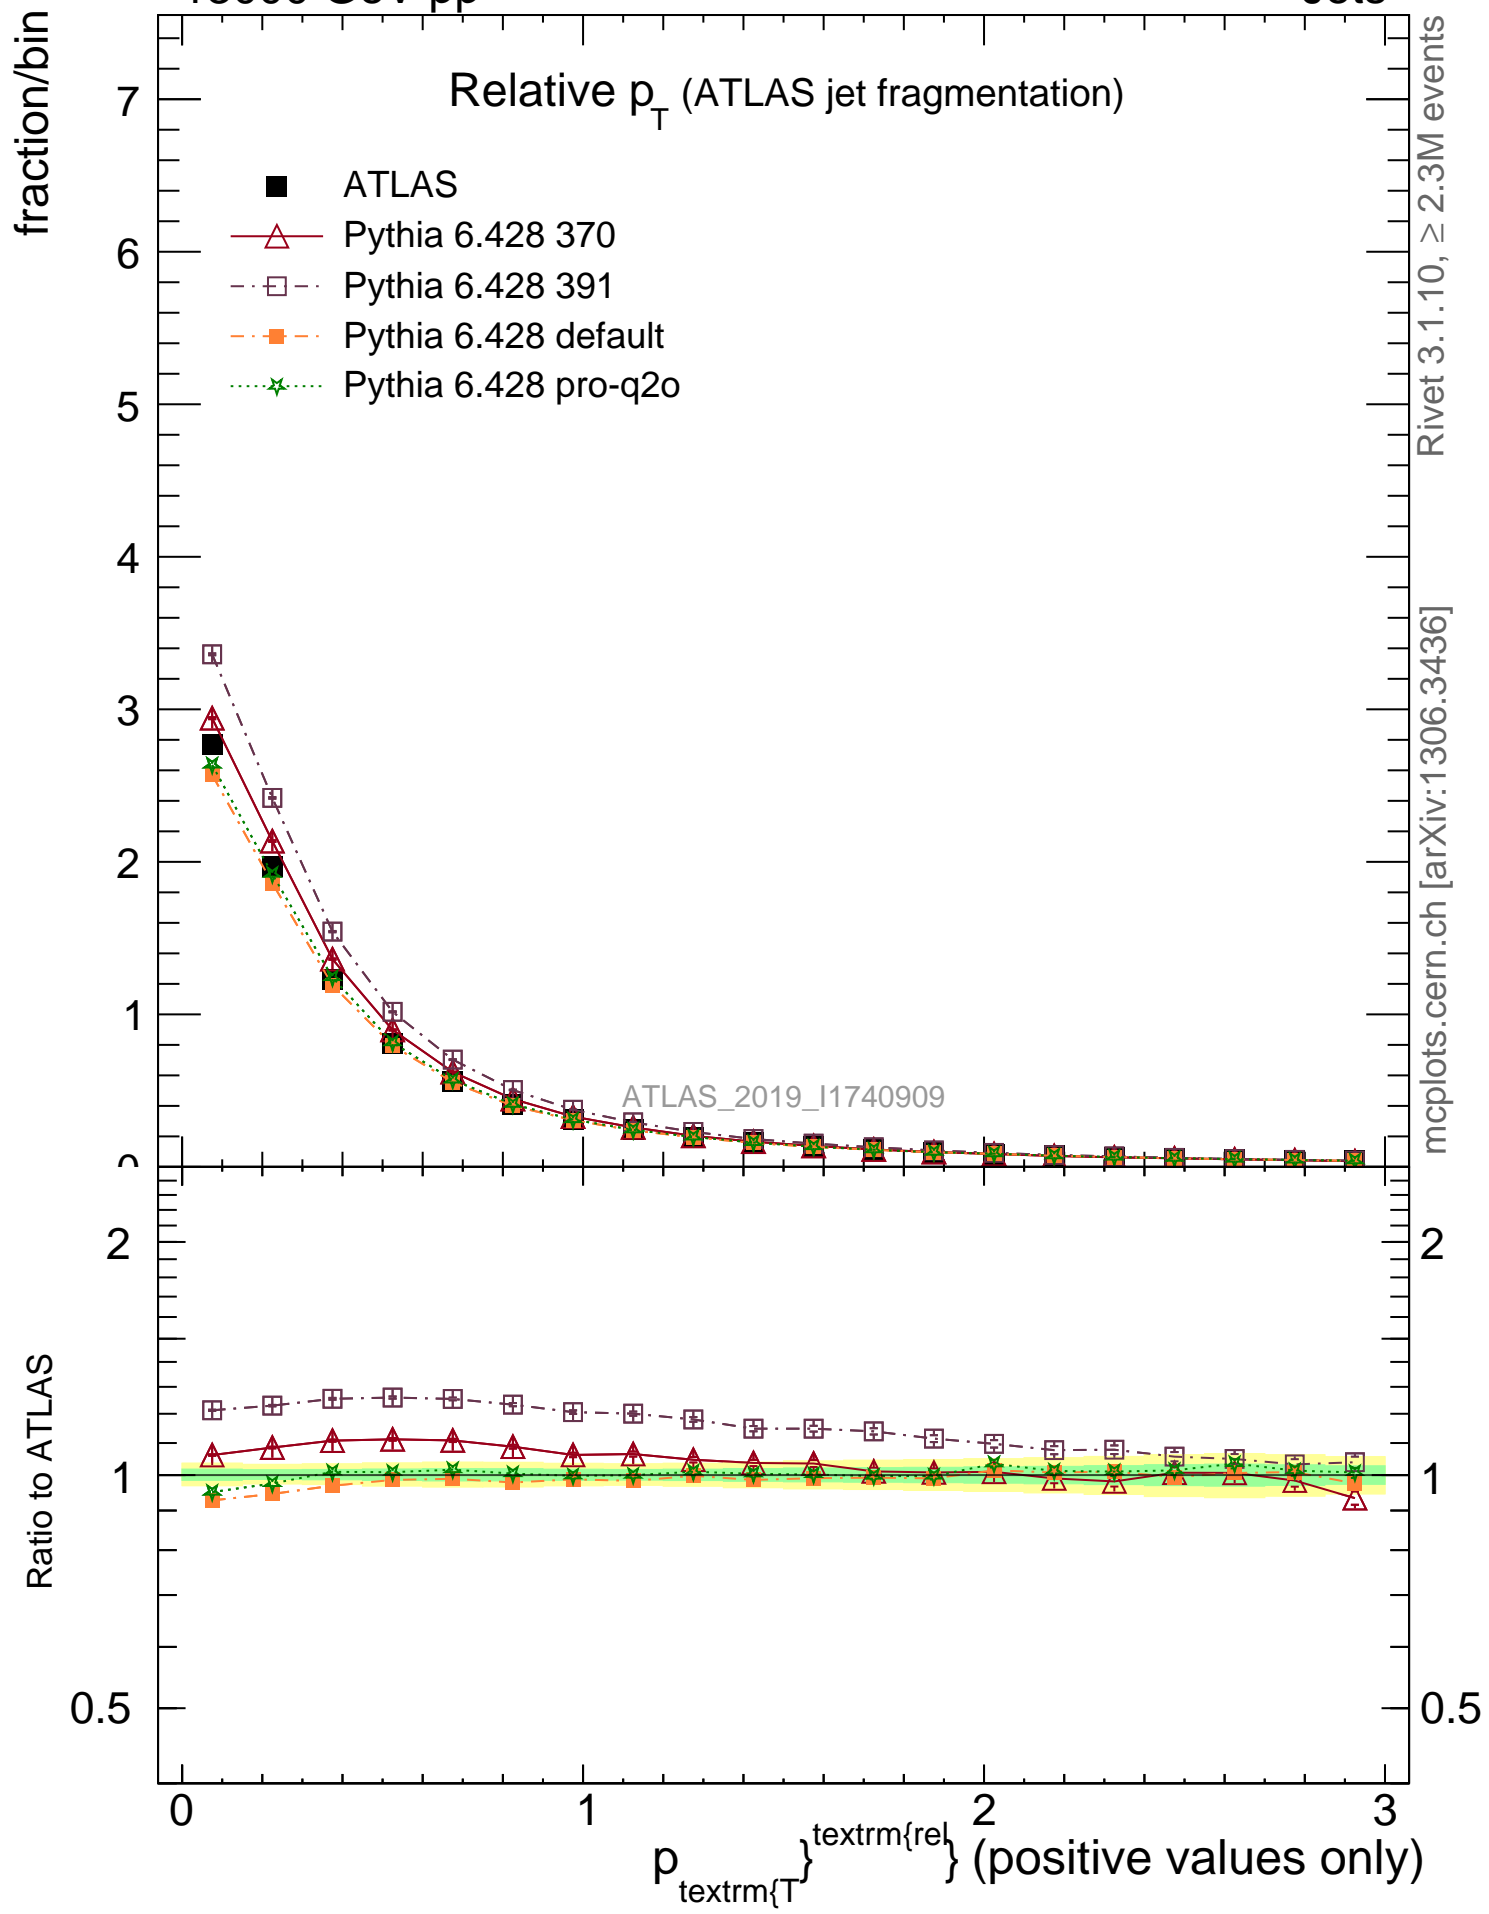 fraction/bin
Relative pT (ATLAS jet fragmentation)
ATLAS
Pythia 6.428 370
Pythia 6.428 391
Pythia 6.428 default
Pythia 6.428 pro-q2o
7
6
5
4
3
2
1
0
ATLAS_2019_I1740909
Rivet 3.1.10, ≥ 2.3M events
mcplots.cern.ch [arXiv:1306.3436]
Ratio to ATLAS
2
1
0.5
2
1
0.5
0 1 2 3
p_textrm{T}^textrm{rel} (positive values only)